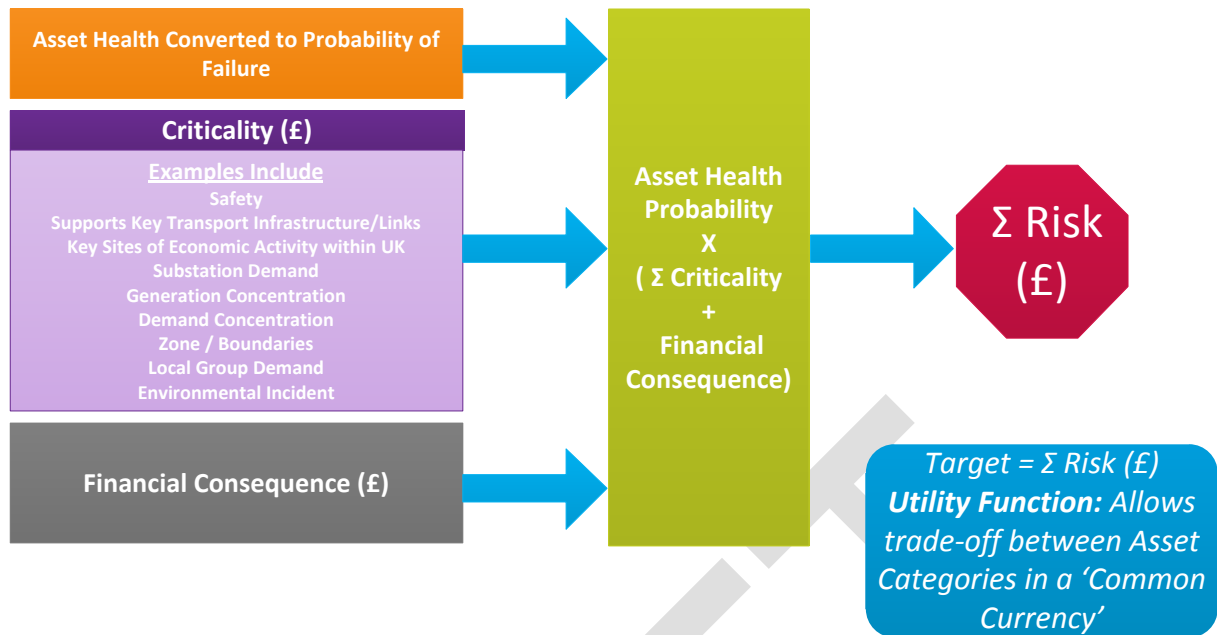 Asset Health Converted to Probability of
Failure
Criticality (£)
Examples Include
Safety
Supports Key Transport Infrastructure/Links
Key Sites of Economic Activity within UK
Substation Demand
Generation Concentration
Demand Concentration
Zone / Boundaries
Local Group Demand
Environmental Incident
Financial Consequence (£)
Asset Health
Probability
X
( Σ Criticality
+
Financial
Consequence)
Σ Risk
(£)
Target = Σ Risk (£)
Utility Function: Allows
trade-off between Asset
Categories in a ‘Common
Currency’